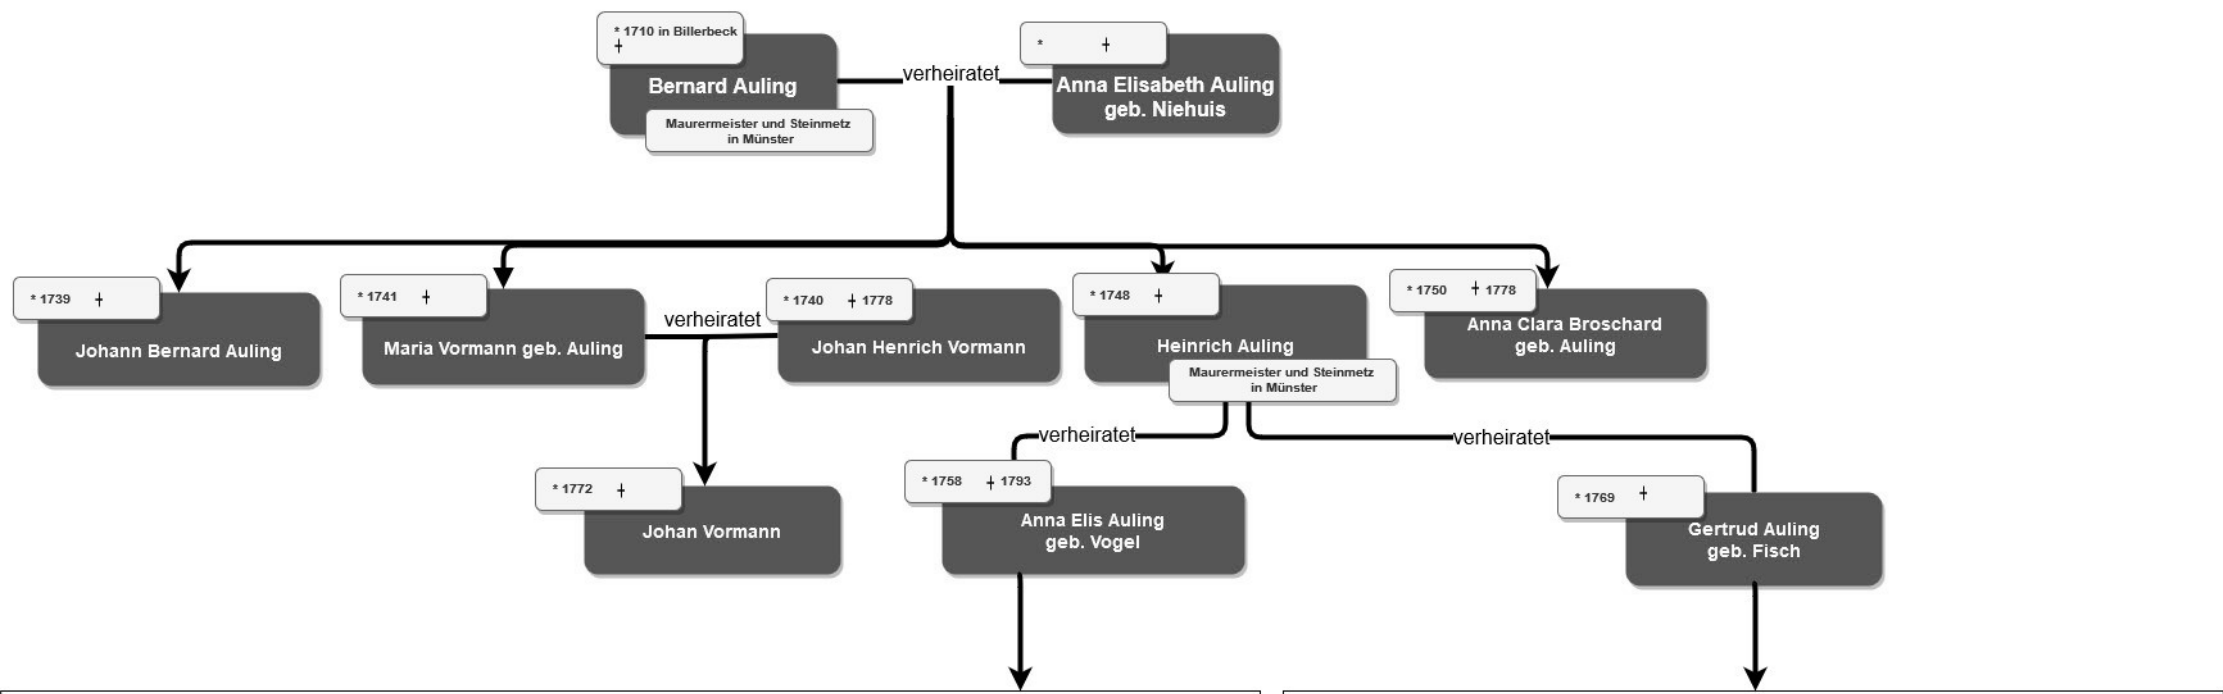 * 1710 in Billerbeck
⸸
Bernard Auling
Maurermeister und Steinmetz
in Münster
verheiratet
* ⸸
Anna Elisabeth Auling
geb. Niehuis
* 1739 ⸸
Johann Bernard Auling
* 1741 ⸸
Maria Vormann geb. Auling
verheiratet
* 1740 ⸸ 1778
Johan Henrich Vormann
* 1748 ⸸
Heinrich Auling
Maurermeister und Steinmetz
in Münster
* 1750 ⸸ 1778
Anna Clara Broschard
geb. Auling
verheiratet
verheiratet
* 1772 ⸸
Johan Vormann
* 1758 ⸸ 1793
Anna Elis Auling
geb. Vogel
* 1769 ⸸
Gertrud Auling
geb. Fisch